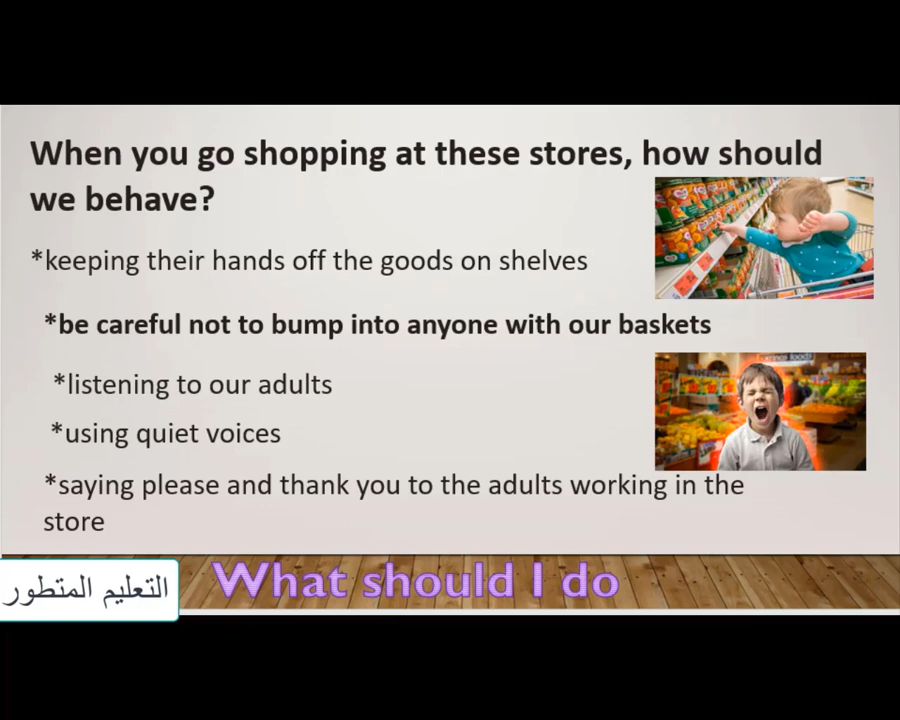 When you go shopping at these stores, how should
we behave?
*keeping their hands off the goods on shelves
*be careful not to bump into anyone with our baskets
*listening to our adults
*using quiet voices
*saying please and thank you to the adults working in the
store
التعليم المتطور
What should I do